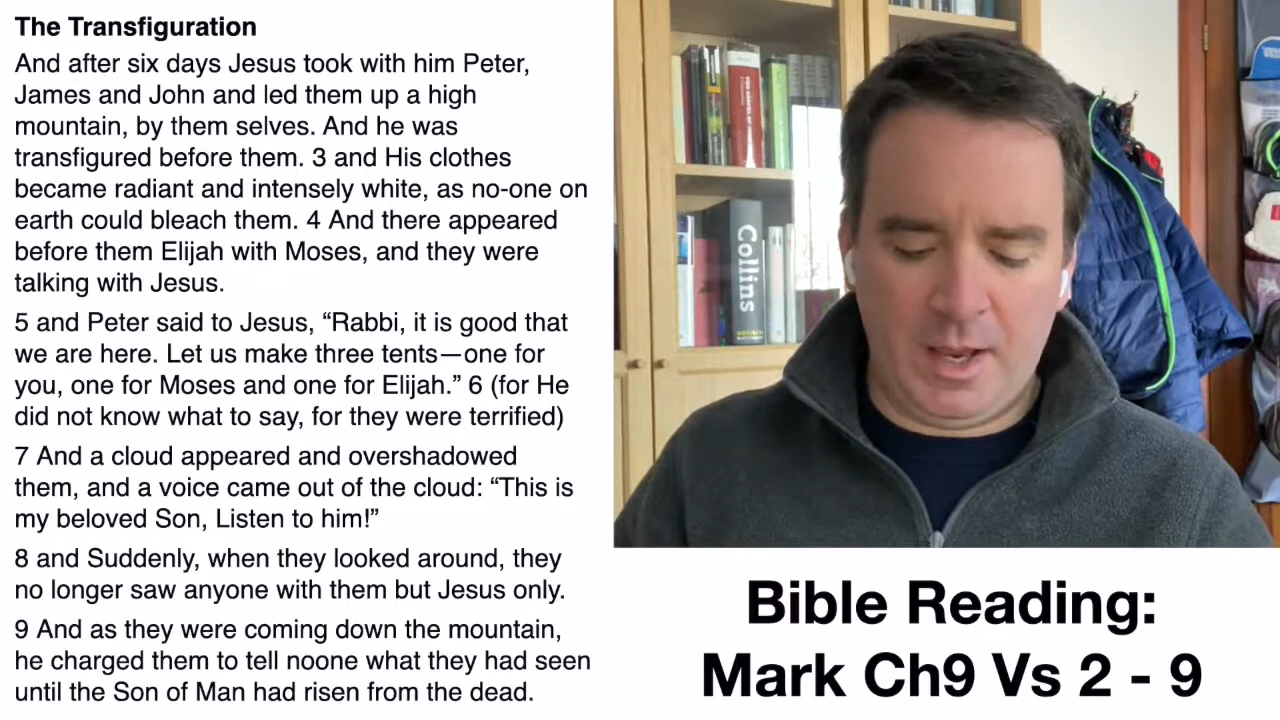 The Transfiguration
And after six days Jesus took with him Peter,
James and John and led them up a high
mountain, by them selves. And he was
transfigured before them. 3 and His clothes
became radiant and intensely white, as no-one on
earth could bleach them. 4 And there appeared
before them Elijah with Moses, and they were
talking with Jesus.
5 and Peter said to Jesus, “Rabbi, it is good that
we are here. Let us make three tents—one for
you, one for Moses and one for Elijah.” 6 (for He
did not know what to say, for they were terrified)
7 And a cloud appeared and overshadowed
them, and a voice came out of the cloud: “This is
my beloved Son, Listen to him!”
8 and Suddenly, when they looked around, they
no longer saw anyone with them but Jesus only.
9 And as they were coming down the mountain,
he charged them to tell noone what they had seen
until the Son of Man had risen from the dead.
Collins
Bible Reading:
Mark Ch9 Vs 2 - 9